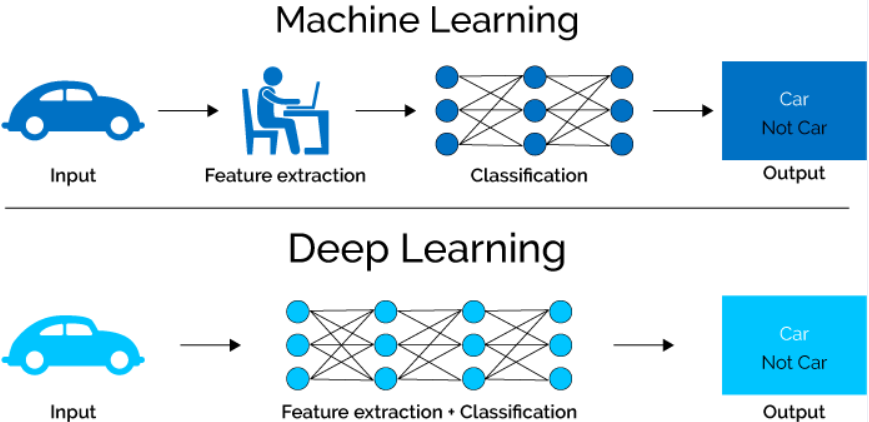 Machine Learning
Car
Not Car
Input
Feature extraction
Classification
Output
Deep Learning
Car
Not Car
Input
Feature extraction + Classification
Output